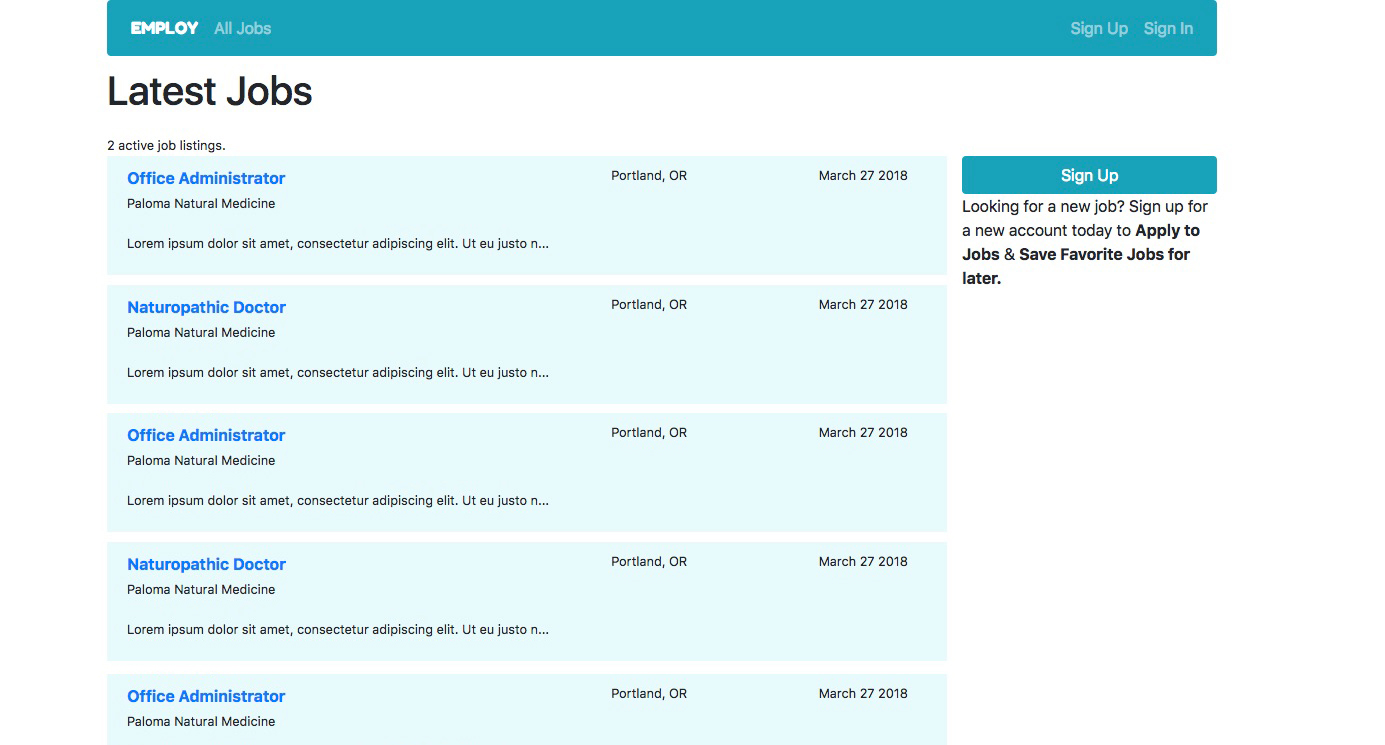 EMPLOY All Jobs Sign Up Sign In
Latest Jobs
2 active job listings.
Office Administrator Portland, OR March 27 2018
Paloma Natural Medicine
Lorem ipsum dolor sit amet, consectetur adipiscing elit. Ut eu justo n...
Naturopathic Doctor Portland, OR March 27 2018
Paloma Natural Medicine
Lorem ipsum dolor sit amet, consectetur adipiscing elit. Ut eu justo n...
Office Administrator Portland, OR March 27 2018
Paloma Natural Medicine
Lorem ipsum dolor sit amet, consectetur adipiscing elit. Ut eu justo n...
Naturopathic Doctor Portland, OR March 27 2018
Paloma Natural Medicine
Lorem ipsum dolor sit amet, consectetur adipiscing elit. Ut eu justo n...
Office Administrator Portland, OR March 27 2018
Paloma Natural Medicine
Sign Up
Looking for a new job? Sign up for
a new account today to Apply to
Jobs & Save Favorite Jobs for
later.